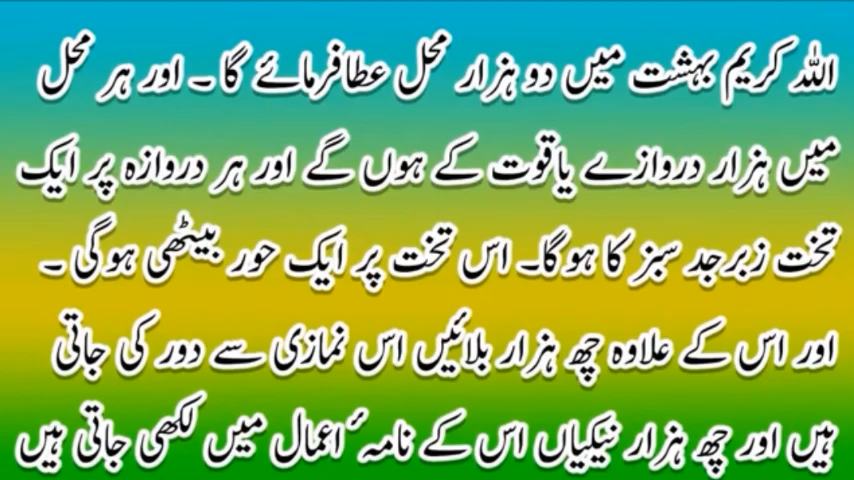 اللہ کریم بہشت میں دو ہزار محل عطافرمائے گا ۔ اور ہر محل
میں ہزار دروازے یاقوت کے ہوں گے اور ہر دروازہ پر ایک
تخت زبرجد سبز کا ہوگا۔ اس تخت پر ایک حور بیٹھی ہوگی ۔
اور اس کے علاوہ چھ ہزار بلائیں اس نمازی سے دور کی جاتی
ہیں اور چھ ہزار نیکیاں اس کے نامہٴ اعمال میں لکھی جاتی ہیں